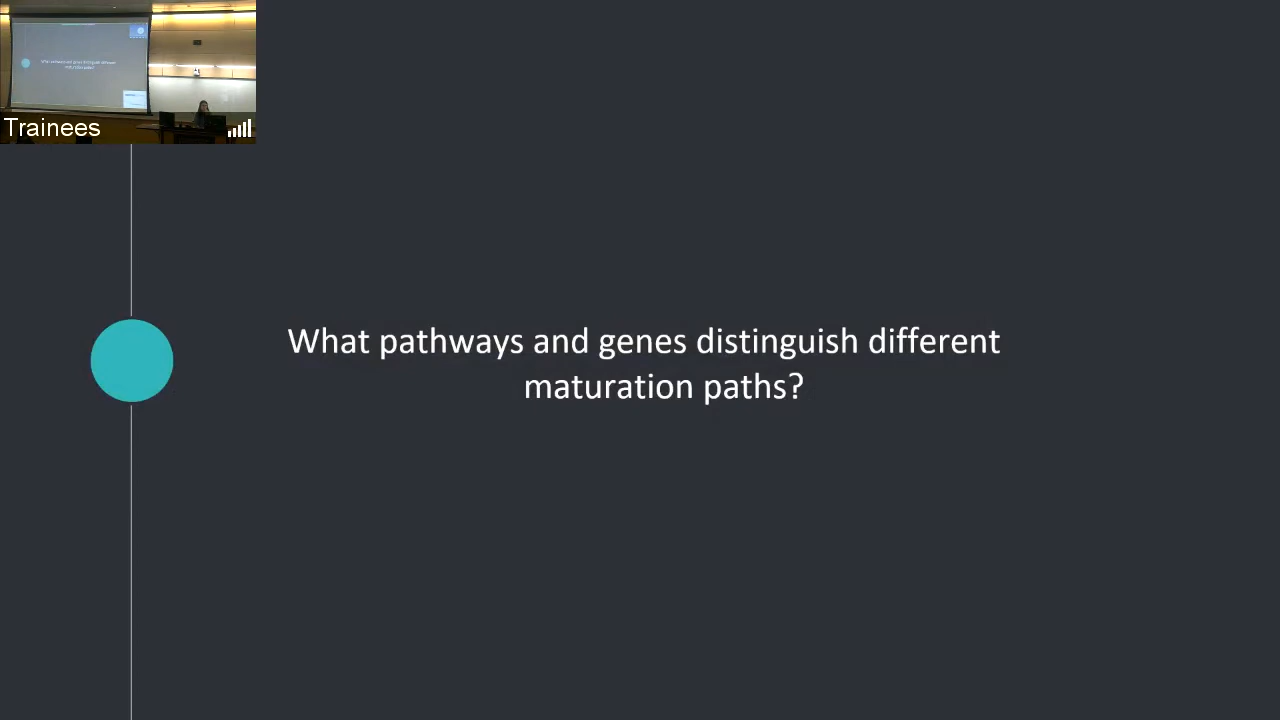 Trainees
What pathways and genes distinguish different
maturation paths?